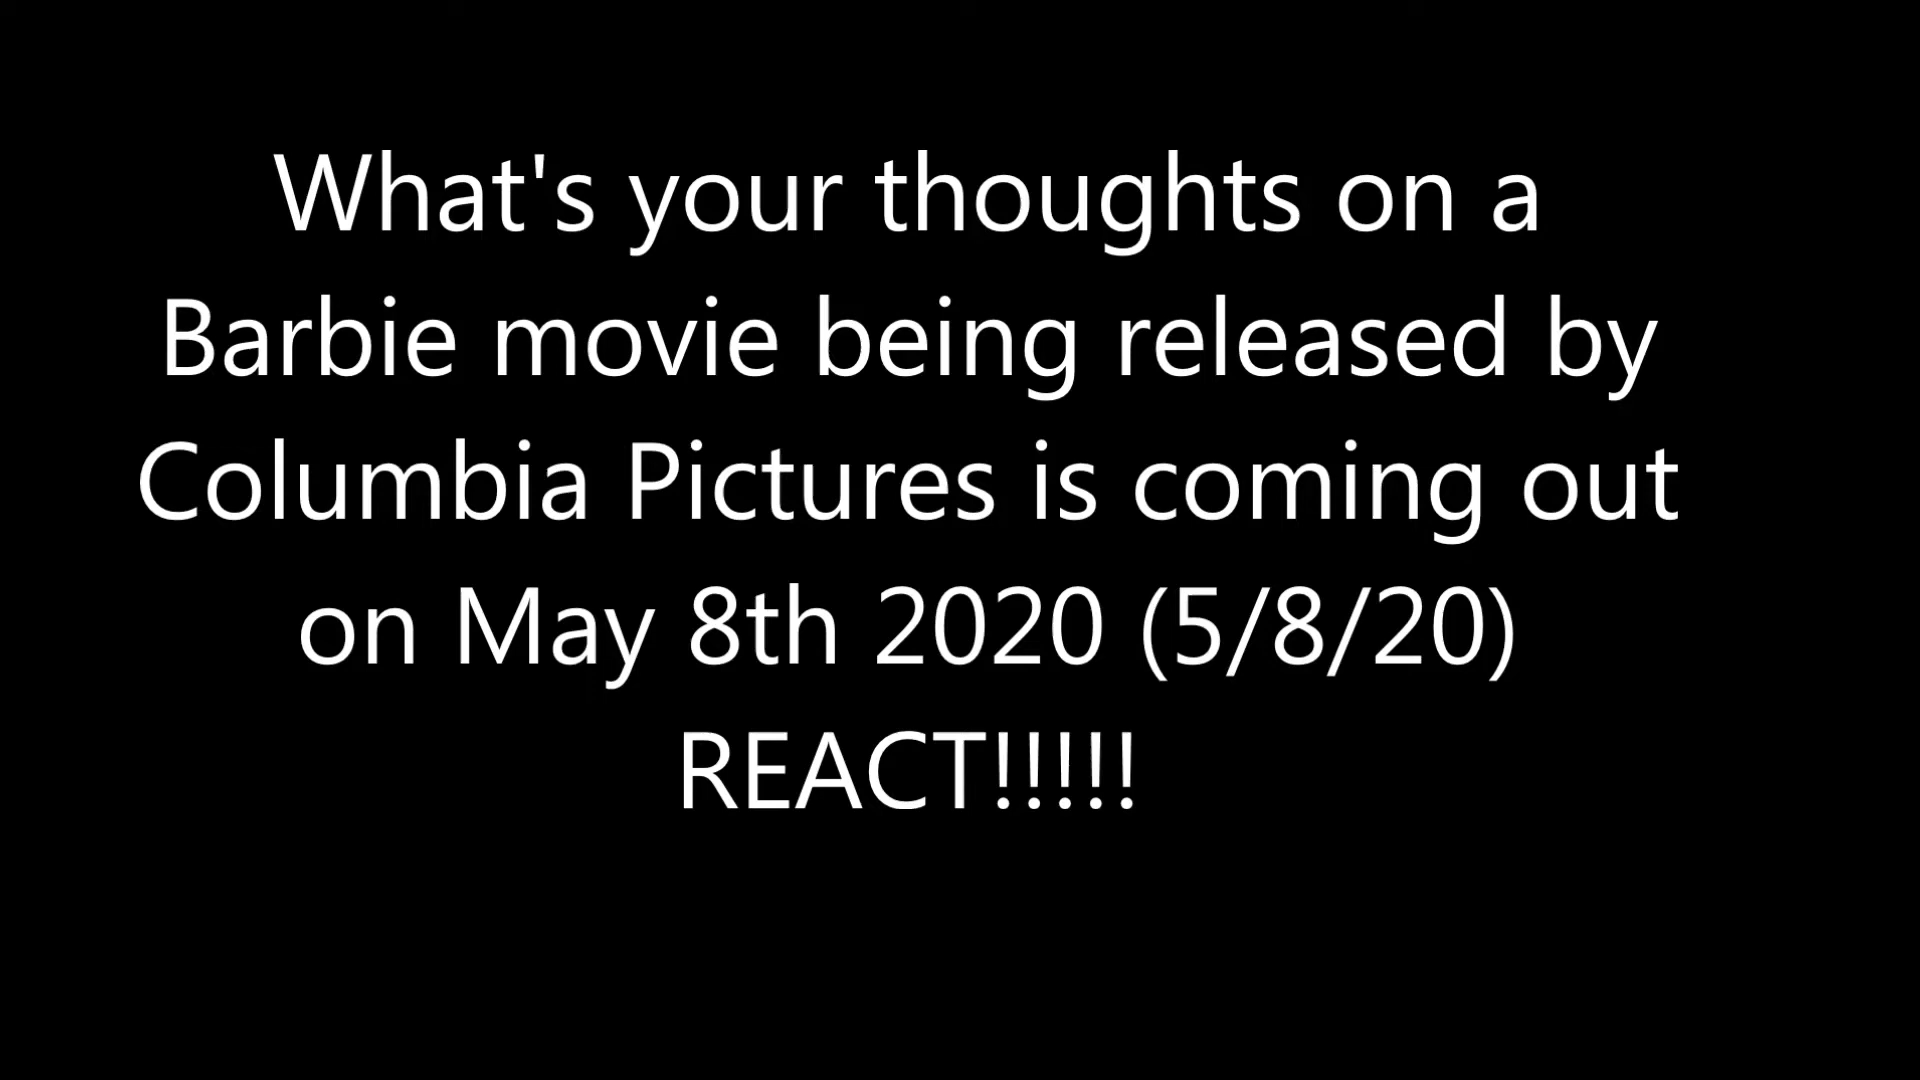 What's your thoughts on a
Barbie movie being released by
Columbia Pictures is coming out
on May 8th 2020 (5/8/20)
REACT!!!!!